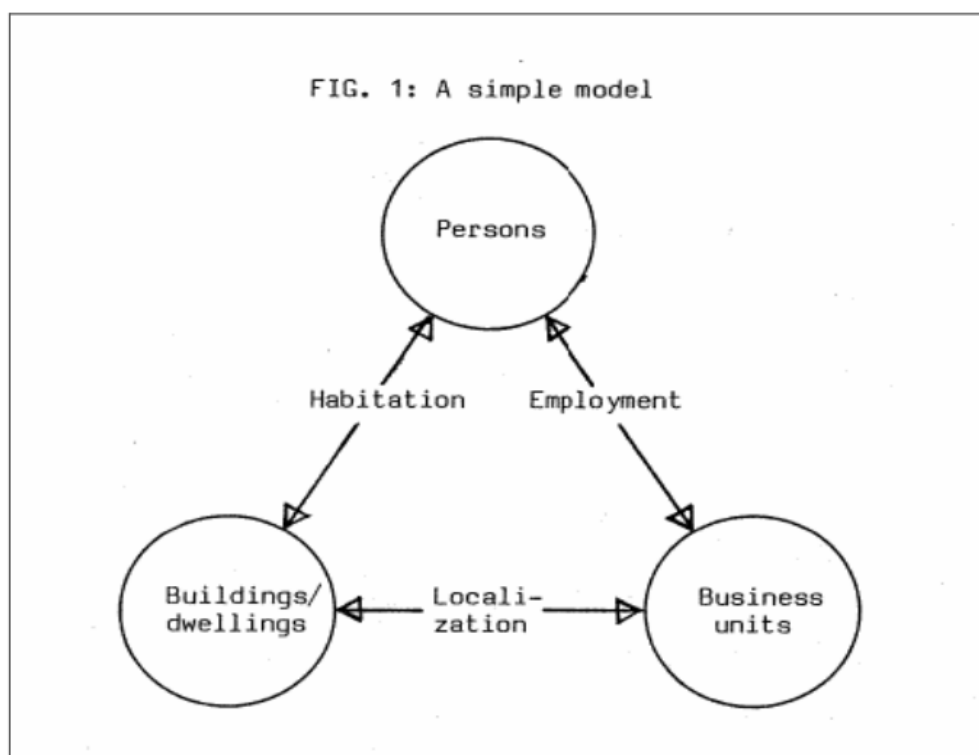 FIG. 1: A simple model
Persons
Habitation
Employment
Buildings/
dwellings
Locali-
zation
Business
units